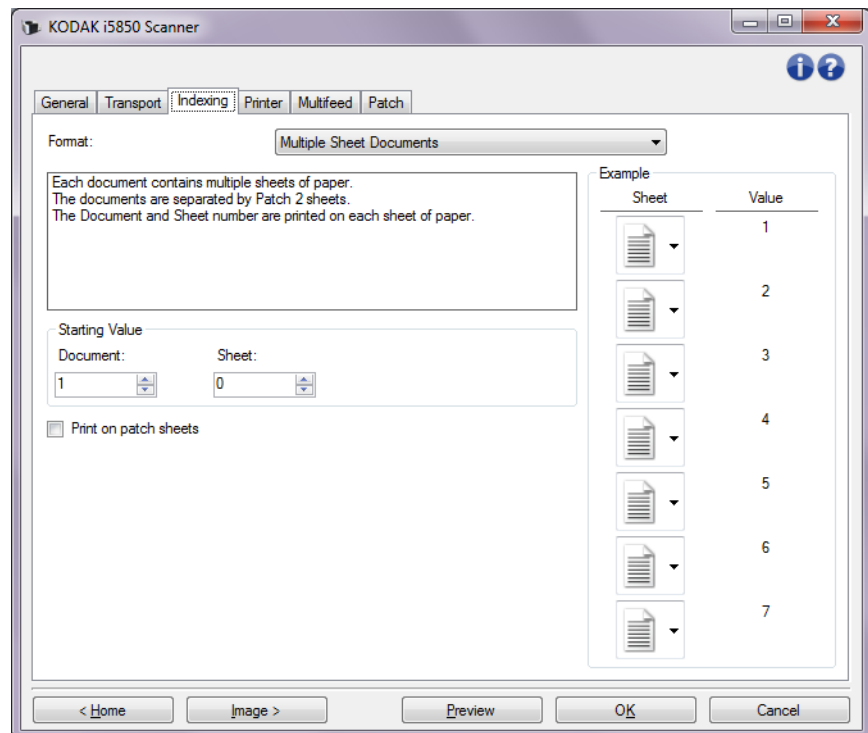 KODAK i5850 Scanner
General Transport Indexing Printer Multifeed Patch
Format: Multiple Sheet Documents
Each document contains multiple sheets of paper.
The documents are separated by Patch 2 sheets.
The Document and Sheet number are printed on each sheet of paper.
Starting Value
Document: Sheet:
1 0
Print on patch sheets
Example
Sheet Value
1
2
3
4
5
6
7
< Home Image > Preview OK Cancel